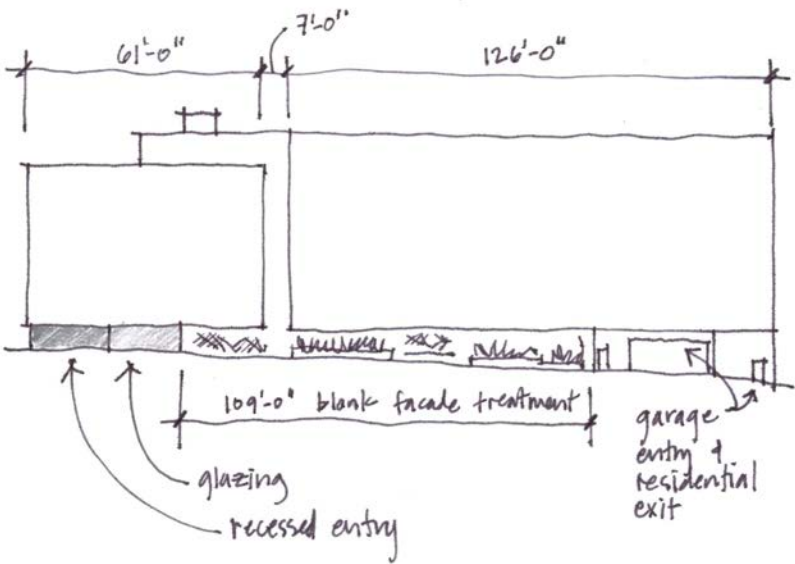 7'-0"
61'-0"
126'-0"
109'-0" blank facade treatment
garage
entry &
residential
exit
glazing
recessed entry